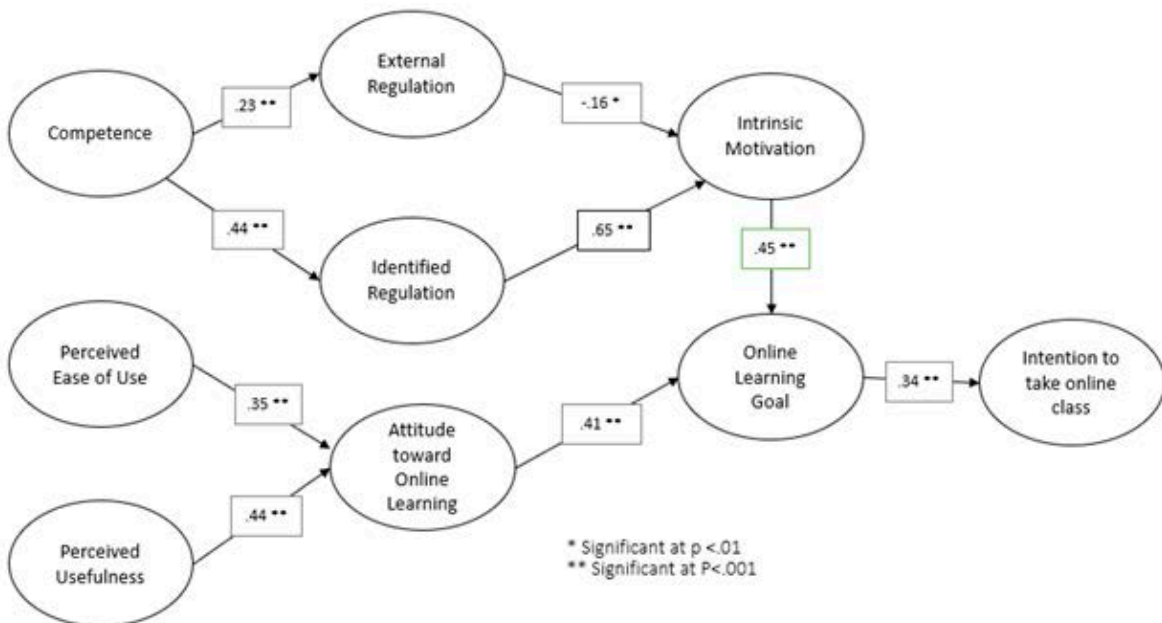 External
Regulation
.23 **
-.16 *
Competence
Intrinsic
Motivation
.44 **
.65 **
.45 **
Identified
Regulation
Perceived
Ease of Use
.35 **
Online
Learning
Goal
.34 **
Intention to
take online
class
.41 **
Attitude
toward
Online
Learning
.44 **
Perceived
Usefulness
* Significant at p <.01
** Significant at P<.001